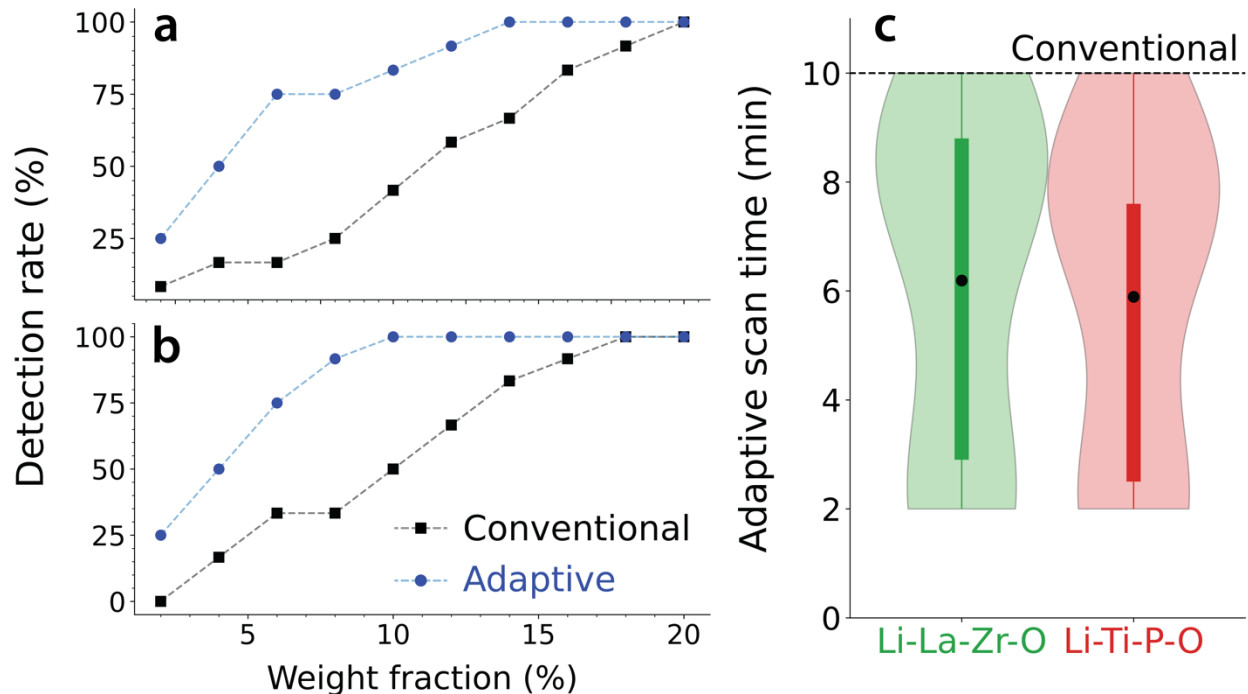 a
100
75
50
25
b
100
75
50
25
0
5
10
15
20
Detection rate (%)
Weight fraction (%)
Conventional
Adaptive
c
Conventional
10
8
6
4
2
0
Adaptive scan time (min)
Li-La-Zr-O Li-Ti-P-O